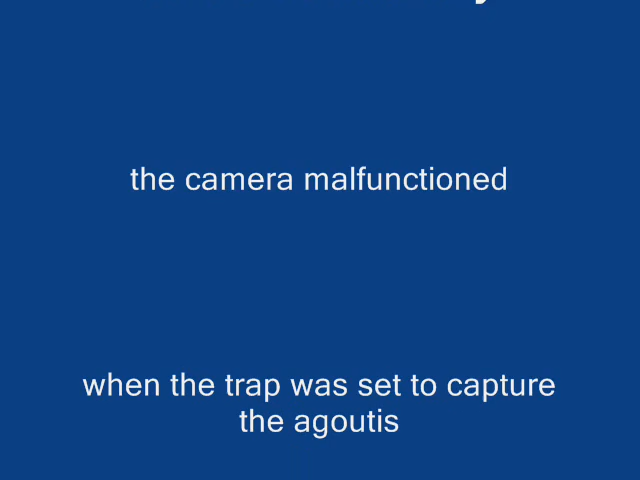 the camera malfunctioned
when the trap was set to capture
the agoutis